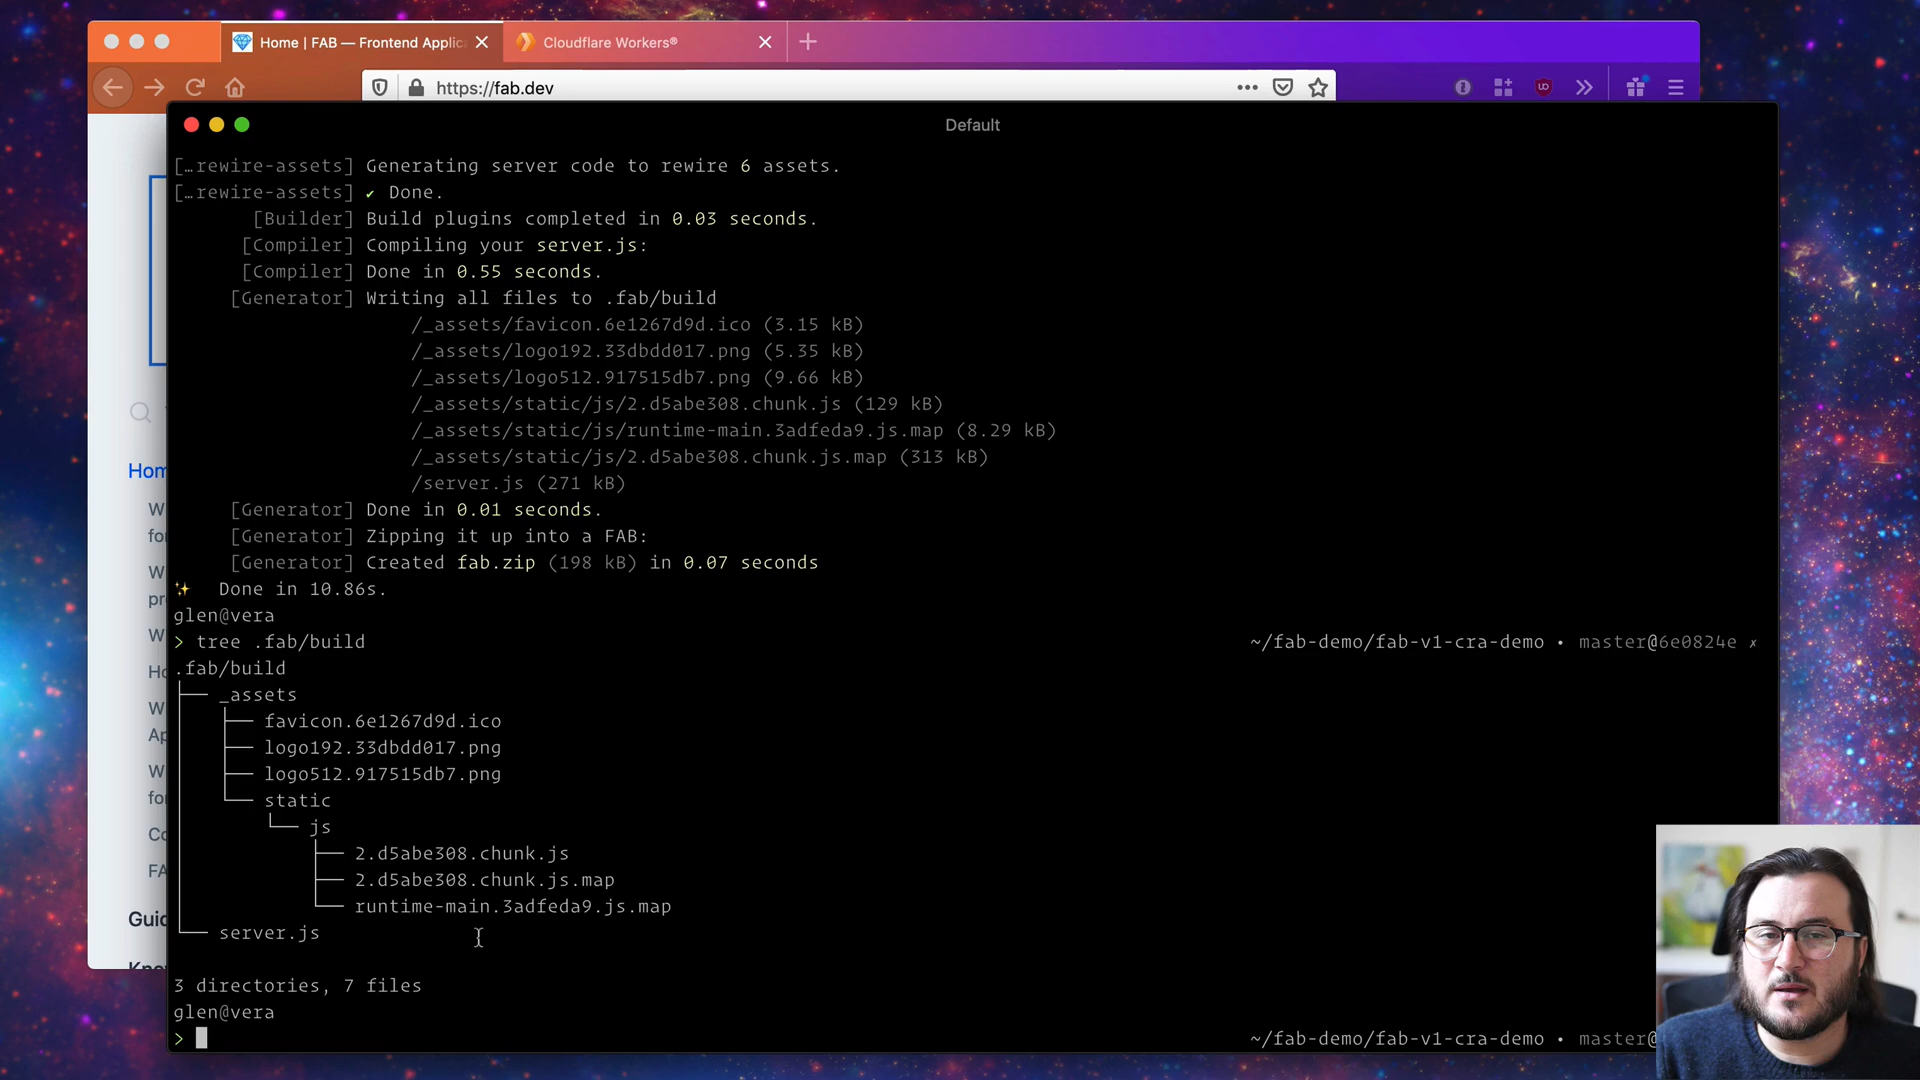 Home | FAB — Frontend Applic
Cloudflare Workers®
https://fab.dev
Default
[…rewire-assets] Generating server code to rewire 6 assets.
[…rewire-assets] ✔ Done.
[Builder] Build plugins completed in 0.03 seconds.
[Compiler] Compiling your server.js:
[Compiler] Done in 0.55 seconds.
[Generator] Writing all files to .fab/build
/_assets/favicon.6e1267d9d.ico (3.15 kB)
/_assets/logo192.33dbdd017.png (5.35 kB)
/_assets/logo512.917515db7.png (9.66 kB)
/_assets/static/js/2.d5abe308.chunk.js (129 kB)
/_assets/static/js/runtime-main.3adfeda9.js.map (8.29 kB)
/_assets/static/js/2.d5abe308.chunk.js.map (313 kB)
/server.js (271 kB)
[Generator] Done in 0.01 seconds.
[Generator] Zipping it up into a FAB:
[Generator] Created fab.zip (198 kB) in 0.07 seconds
✨ Done in 10.86s.
glen@vera
> tree .fab/build ~/fab-demo/fab-v1-cra-demo • master@6e0824e ✗
.fab/build
├── _assets
│   ├── favicon.6e1267d9d.ico
│   ├── logo192.33dbdd017.png
│   ├── logo512.917515db7.png
│   └── static
│       └── js
│           ├── 2.d5abe308.chunk.js
│           ├── 2.d5abe308.chunk.js.map
│           └── runtime-main.3adfeda9.js.map
└── server.js
3 directories, 7 files
glen@vera
> ~/fab-demo/fab-v1-cra-demo • master@
Hom
W
for
W
pro
W
Ho
W
Ap
W
for
Co
FA
Guid
Kno